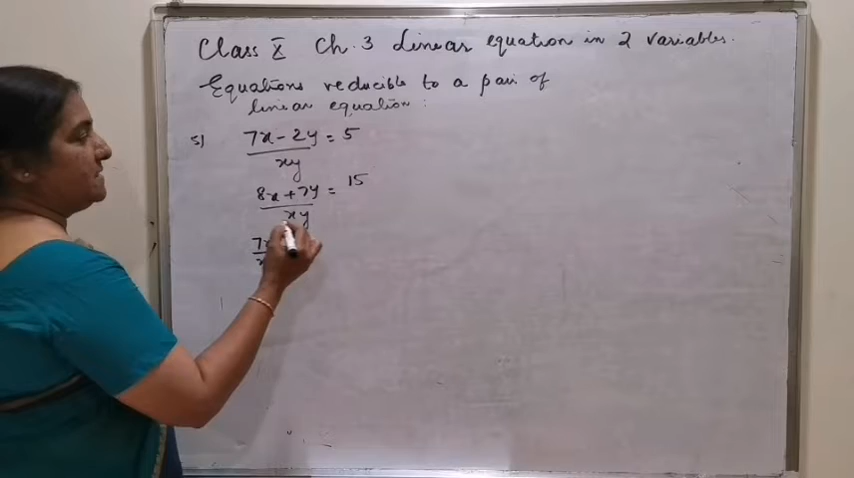 Class X Ch. 3 Linear equation in 2 variables.
Equations reducible to a pair of
linear equation :
5) 7x - 2y = 5
xy
8x + 7y = 15
xy
7x
x